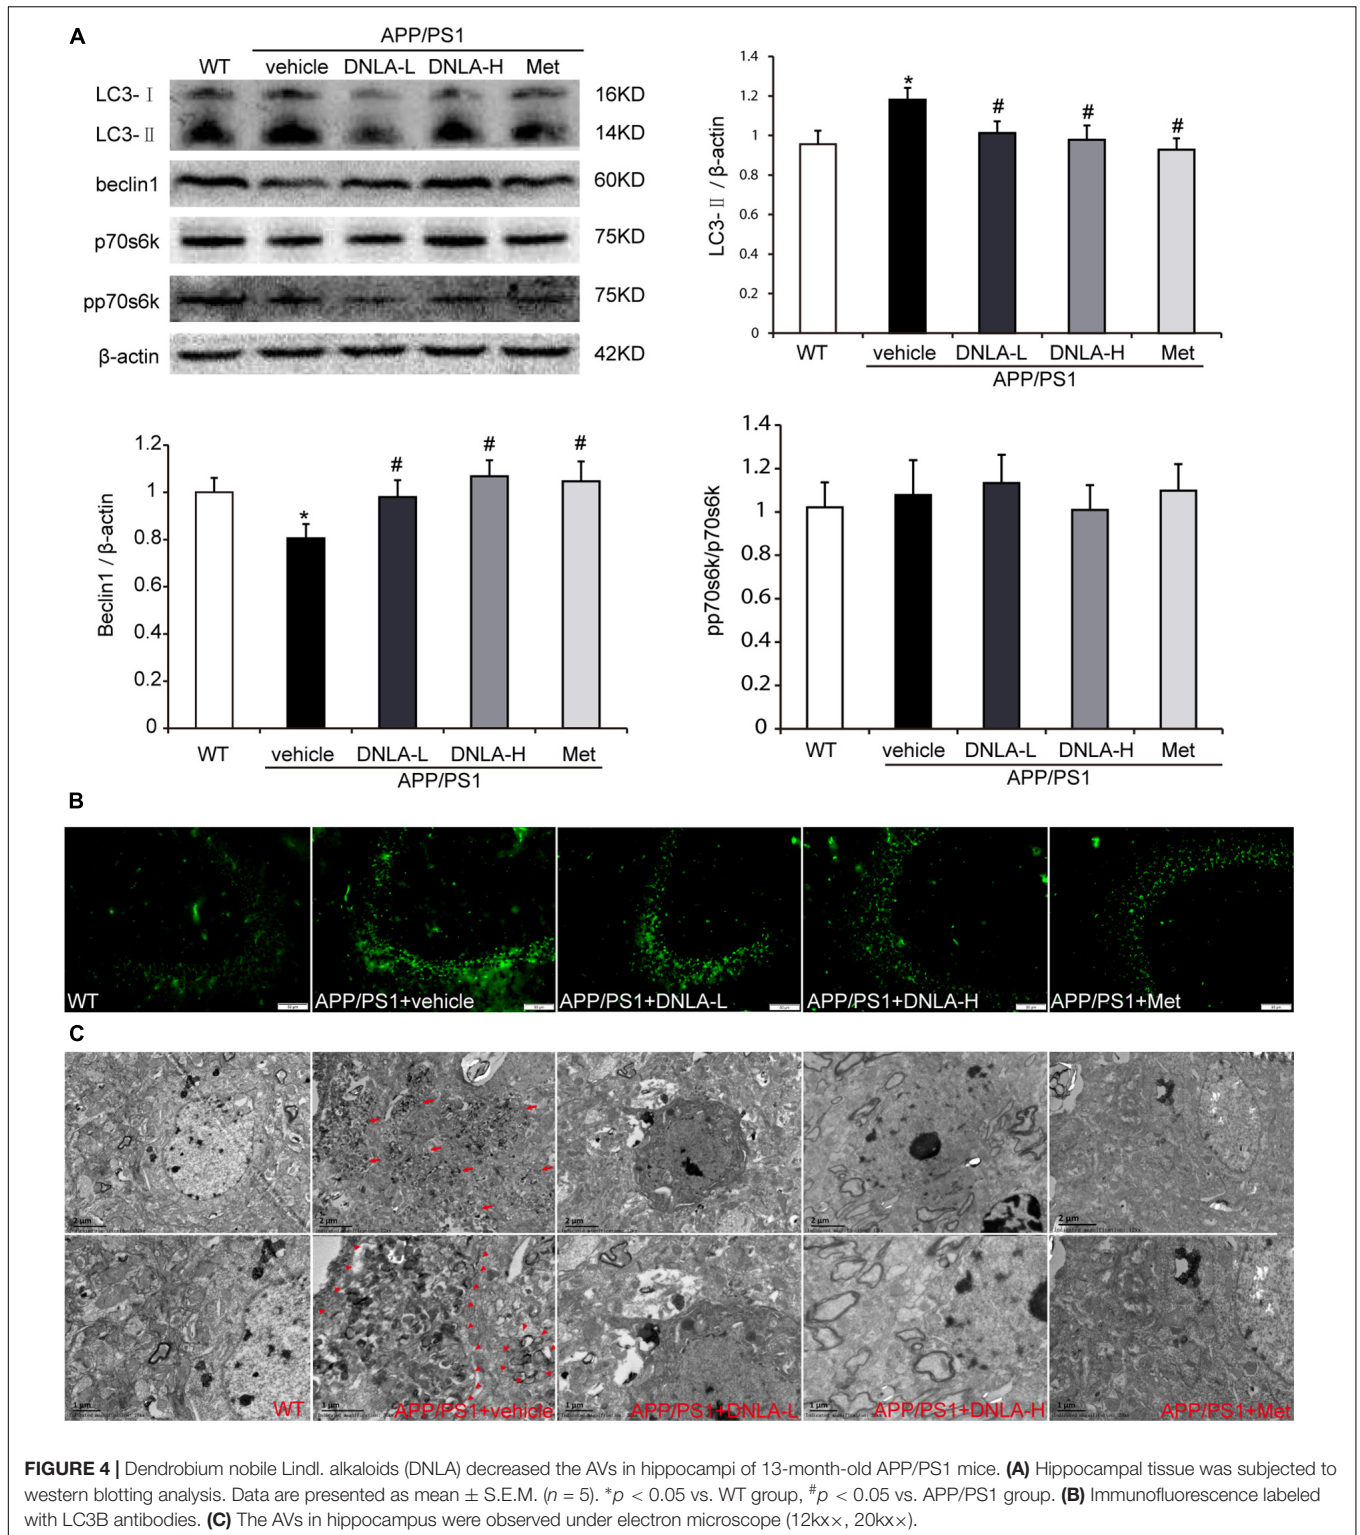 A
APP/PS1
WT vehicle DNLA-L DNLA-H Met
LC3-Ⅰ 16KD
LC3-Ⅱ 14KD
beclin1 60KD
p70s6k 75KD
pp70s6k 75KD
β-actin 42KD
LC3-Ⅱ / β-actin
1.4
1.2
1
0.8
0.6
0.4
0.2
0
*
#
#
#
WT vehicle DNLA-L DNLA-H Met
APP/PS1
Beclin1 / β-actin
1.2
1
0.8
0.6
0.4
0.2
0
*
#
#
#
WT vehicle DNLA-L DNLA-H Met
APP/PS1
pp70s6k/p70s6k
1.4
1.2
1
0.8
0.6
0.4
0.2
0
WT vehicle DNLA-L DNLA-H Met
APP/PS1
B
WT APP/PS1+vehicle APP/PS1+DNLA-L APP/PS1+DNLA-H APP/PS1+Met
C
2 µm 2 µm 2 µm 2 µm 2 µm
1 µm 1 µm 1 µm 1 µm 1 µm
WT APP/PS1+vehicle APP/PS1+DNLA-L APP/PS1+DNLA-H APP/PS1+Met
FIGURE 4 | Dendrobium nobile Lindl. alkaloids (DNLA) decreased the AVs in hippocampi of 13-month-old APP/PS1 mice. (A) Hippocampal tissue was subjected to
western blotting analysis. Data are presented as mean ± S.E.M. (n = 5). *p < 0.05 vs. WT group, #p < 0.05 vs. APP/PS1 group. (B) Immunofluorescence labeled
with LC3B antibodies. (C) The AVs in hippocampus were observed under electron microscope (12kx×, 20kx×).